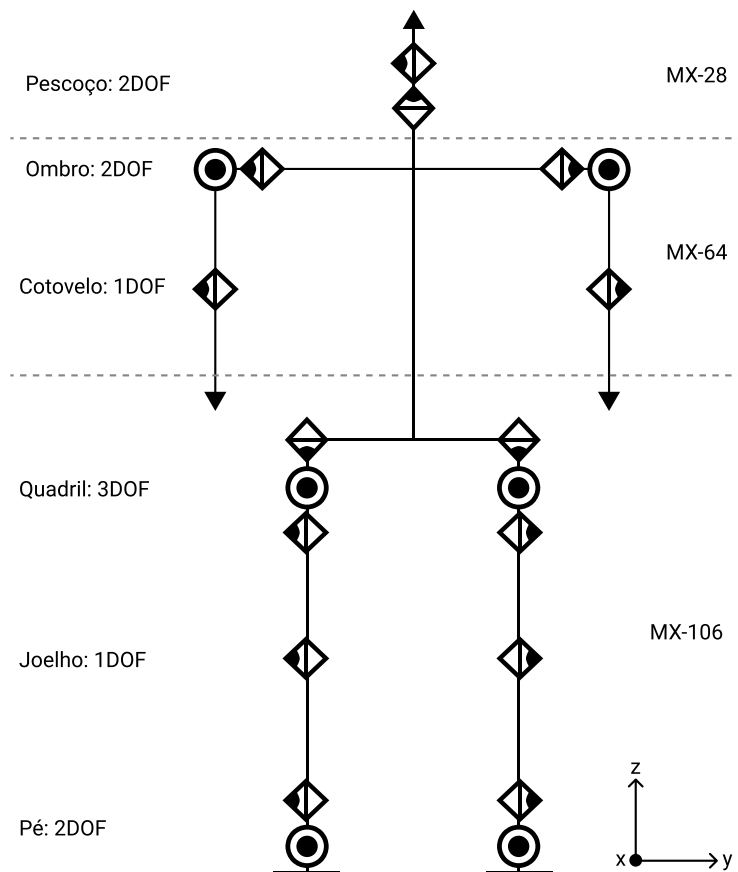 Pescoço: 2DOF
MX-28
Ombro: 2DOF
MX-64
Cotovelo: 1DOF
Quadril: 3DOF
MX-106
Joelho: 1DOF
z
Pé: 2DOF
x
y